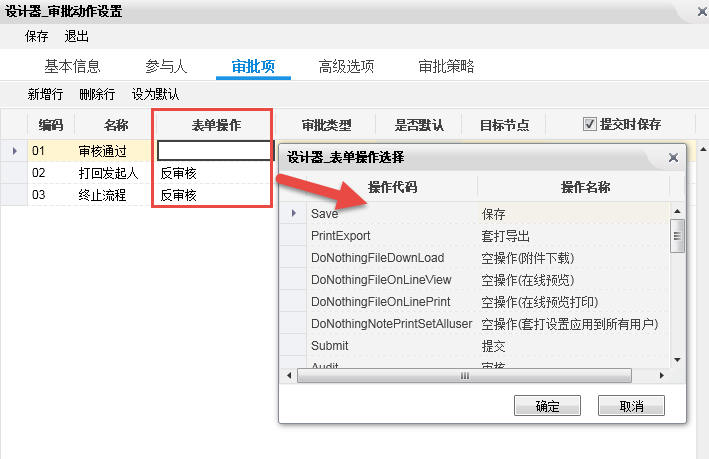 设计器_审批动作设置
保存 退出
基本信息 参与人 审批项 高级选项 审批策略
新增行 删除行 设为默认
编码 名称 表单操作 审批类型 是否默认 目标节点 提交时保存
01 审核通过
02 打回发起人 反审核
03 终止流程 反审核
设计器_表单操作选择
操作代码 操作名称
Save 保存
PrintExport 套打导出
DoNothingFileDownLoad 空操作(附件下载)
DoNothingFileOnLineView 空操作(在线预览)
DoNothingFileOnLinePrint 空操作(在线预览打印)
DoNothingNotePrintSetAlluser 空操作(套打设置应用到所有用户)
Submit 提交
Audit 审核
确定 取消